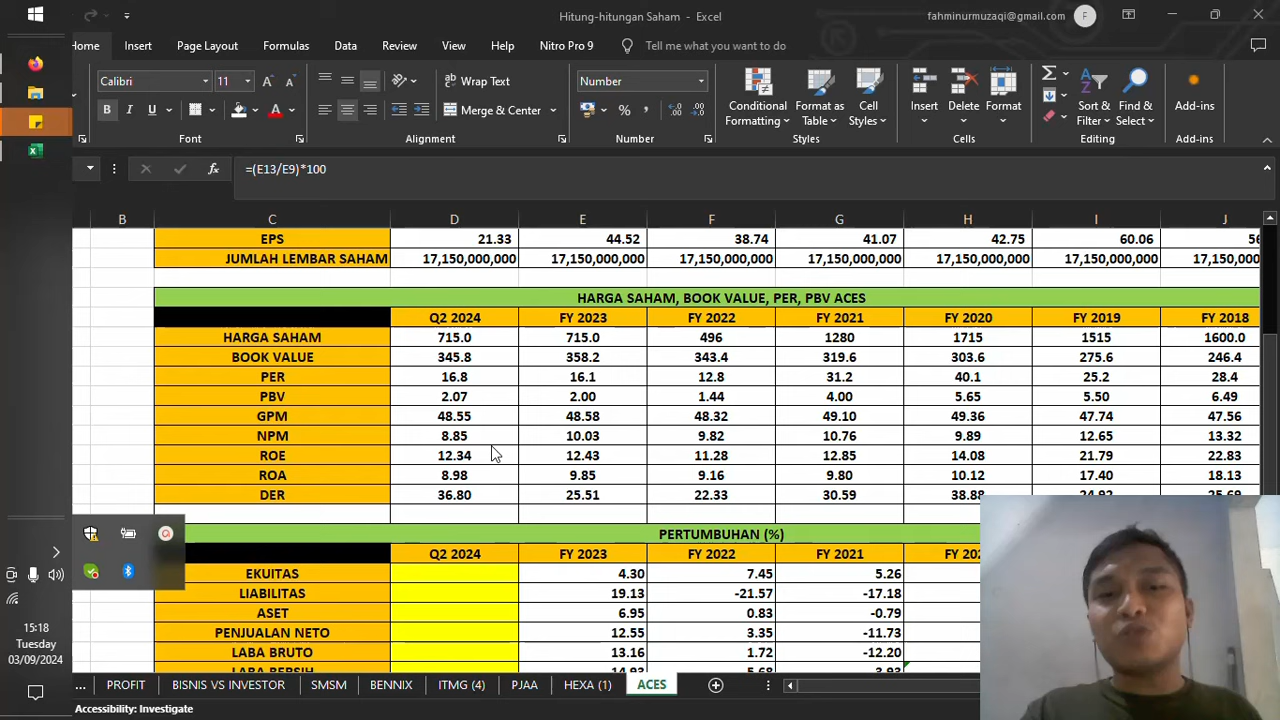 Hitung-hitungan Saham - Excel
fahminurmuzaqi@gmail.com F
Home Insert Page Layout Formulas Data Review View Help Nitro Pro 9 Tell me what you want to do
Calibri 11 Wrap Text Number
B I U A Merge & Center % , Conditional Formatting Format as Table Cell Styles Insert Delete Format Sort & Filter Find & Select Add-ins
Font Alignment Number Styles Cells Editing Add-ins
fx =(E13/E9)*100
B C D E F G H I J
EPS 21.33 44.52 38.74 41.07 42.75 60.06
JUMLAH LEMBAR SAHAM 17,150,000,000 17,150,000,000 17,150,000,000 17,150,000,000 17,150,000,000 17,150,000,000
HARGA SAHAM, BOOK VALUE, PER, PBV ACES
Q2 2024 FY 2023 FY 2022 FY 2021 FY 2020 FY 2019 FY 2018
HARGA SAHAM 715.0 715.0 496 1280 1715 1515 1600.0
BOOK VALUE 345.8 358.2 343.4 319.6 303.6 275.6 246.4
PER 16.8 16.1 12.8 31.2 40.1 25.2 28.4
PBV 2.07 2.00 1.44 4.00 5.65 5.50 6.49
GPM 48.55 48.58 48.32 49.10 49.36 47.74 47.56
NPM 8.85 10.03 9.82 10.76 9.89 12.65 13.32
ROE 12.34 12.43 11.28 12.85 14.08 21.79 22.83
ROA 8.98 9.85 9.16 9.80 10.12 17.40 18.13
DER 36.80 25.51 22.33 30.59 38.88
PERTUMBUHAN (%)
Q2 2024 FY 2023 FY 2022 FY 2021
EKUITAS 4.30 7.45 5.26
LIABILITAS 19.13 -21.57 -17.18
ASET 6.95 0.83 -0.79
PENJUALAN NETO 12.55 3.35 -11.73
LABA BRUTO 13.16 1.72 -12.20
LABA BERSIH 14.93 5.68
15:18
Tuesday
03/09/2024
... PROFIT BISNIS VS INVESTOR SMSM BENNIX ITMG (4) PJAA HEXA (1) ACES
Accessibility: Investigate